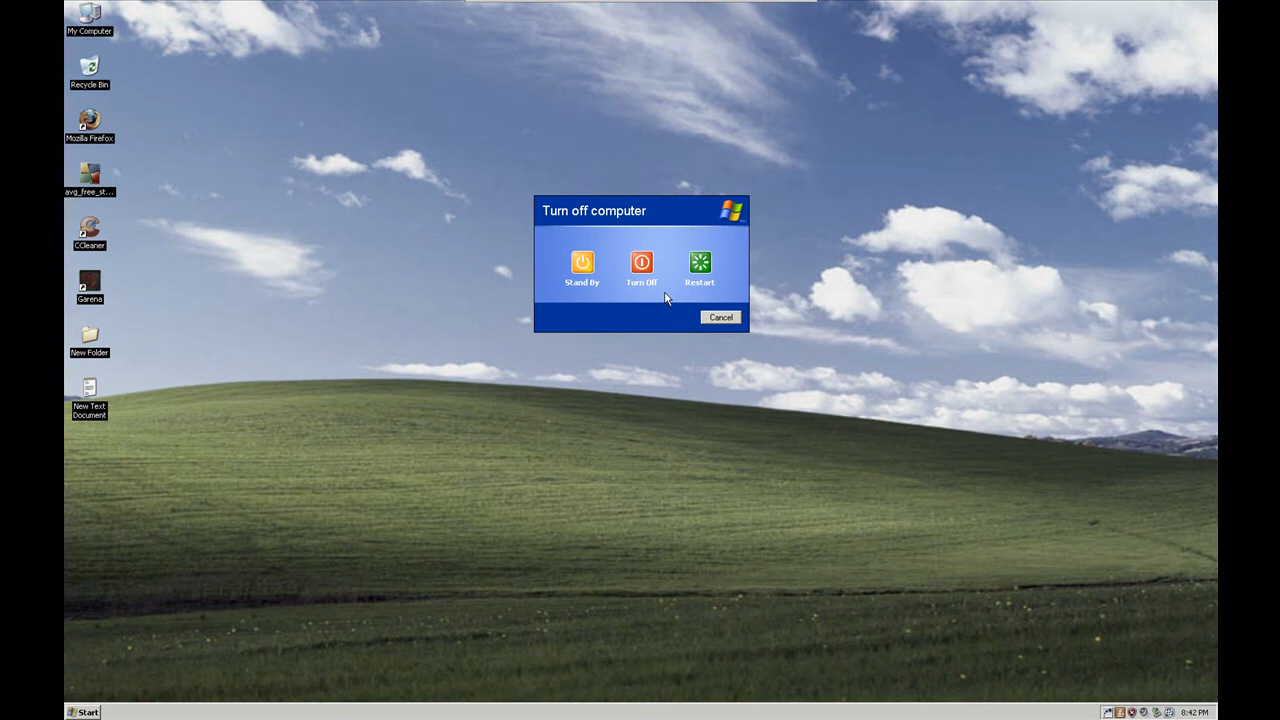 My Computer
Recycle Bin
Mozilla Firefox
avg_free_st...
CCleaner
Garena
New Folder
New Text
Document
Turn off computer
Stand By
Turn Off
Restart
Cancel
Start
8:42 PM